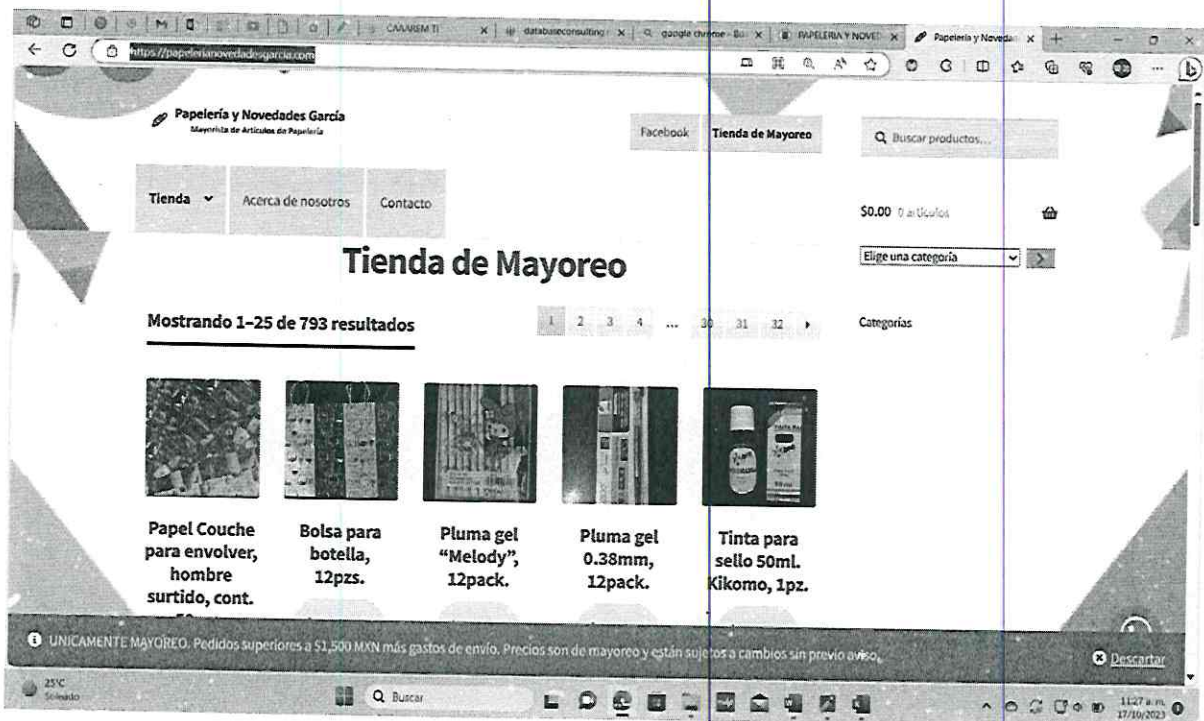 CAAAREM TI
databaseconsulting
google chrome - Bu
PAPELERIA Y NOVED
Papelería y Noveda
https://papelerianovedadesgarcia.com
Papelería y Novedades García
Mayorista de Artículos de Papelería
Facebook
Tienda de Mayoreo
Buscar productos...
Tienda
Acerca de nosotros
Contacto
$0.00 0 artículos
Tienda de Mayoreo
Elige una categoría
Mostrando 1–25 de 793 resultados
1 2 3 4 ... 30 31 32
Categorías
Papel Couche
para envolver,
hombre
surtido, cont.
Bolsa para
botella,
12pzs.
Pluma gel
“Melody”,
12pack.
Pluma gel
0.38mm,
12pack.
Tinta para
sello 50ml.
Kikomo, 1pz.
UNICAMENTE MAYOREO. Pedidos superiores a $1,500 MXN más gastos de envío. Precios son de mayoreo y están sujetos a cambios sin previo aviso.
Descartar
25°C
Soleado
Buscar
11:27 a. m.
17/10/2023